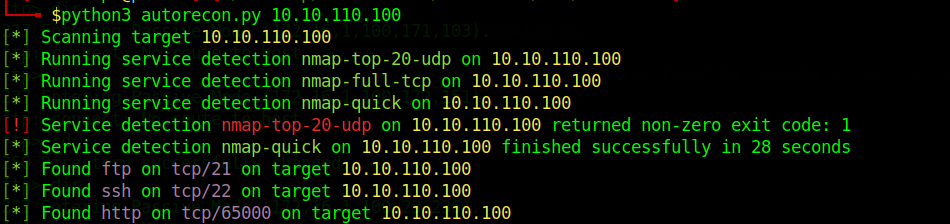 $python3 autorecon.py 10.10.110.100
[*] Scanning target 10.10.110.100
[*] Running service detection nmap-top-20-udp on 10.10.110.100
[*] Running service detection nmap-full-tcp on 10.10.110.100
[*] Running service detection nmap-quick on 10.10.110.100
[!] Service detection nmap-top-20-udp on 10.10.110.100 returned non-zero exit code: 1
[*] Service detection nmap-quick on 10.10.110.100 finished successfully in 28 seconds
[*] Found ftp on tcp/21 on target 10.10.110.100
[*] Found ssh on tcp/22 on target 10.10.110.100
[*] Found http on tcp/65000 on target 10.10.110.100